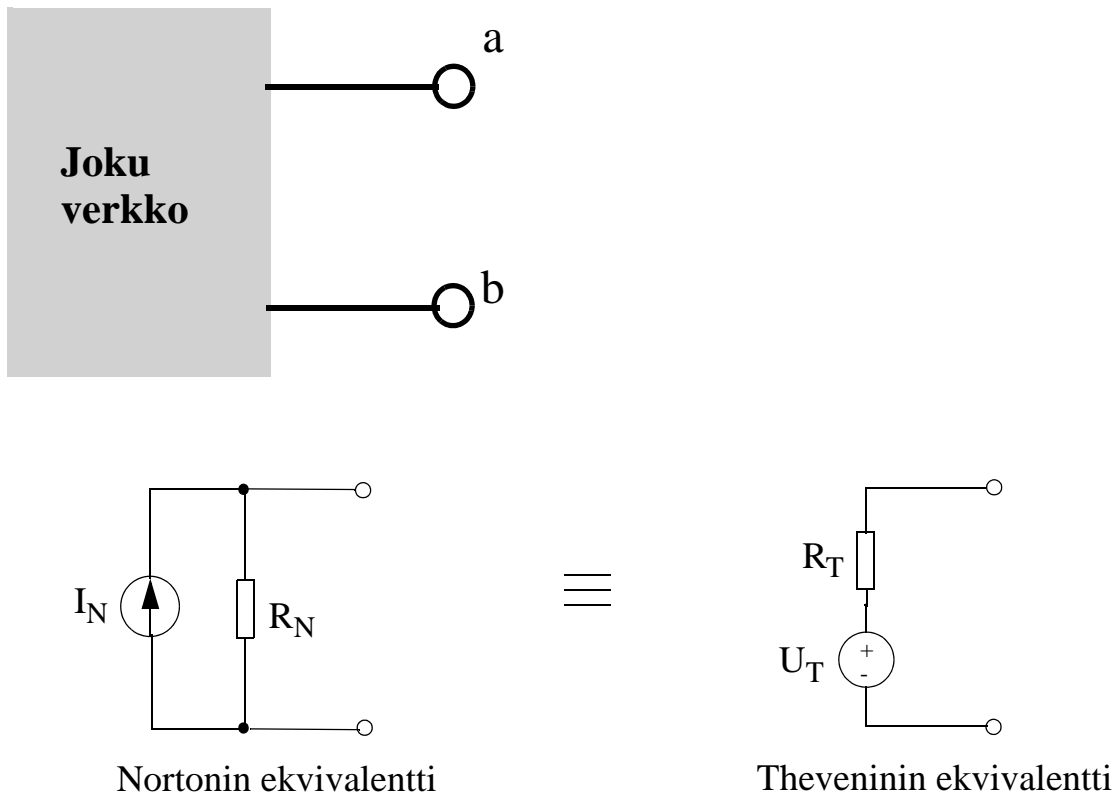 a
Joku
verkko
b
I_N
R_N
R_T
U_T
+
-
Nortonin ekvivalentti
Theveninin ekvivalentti